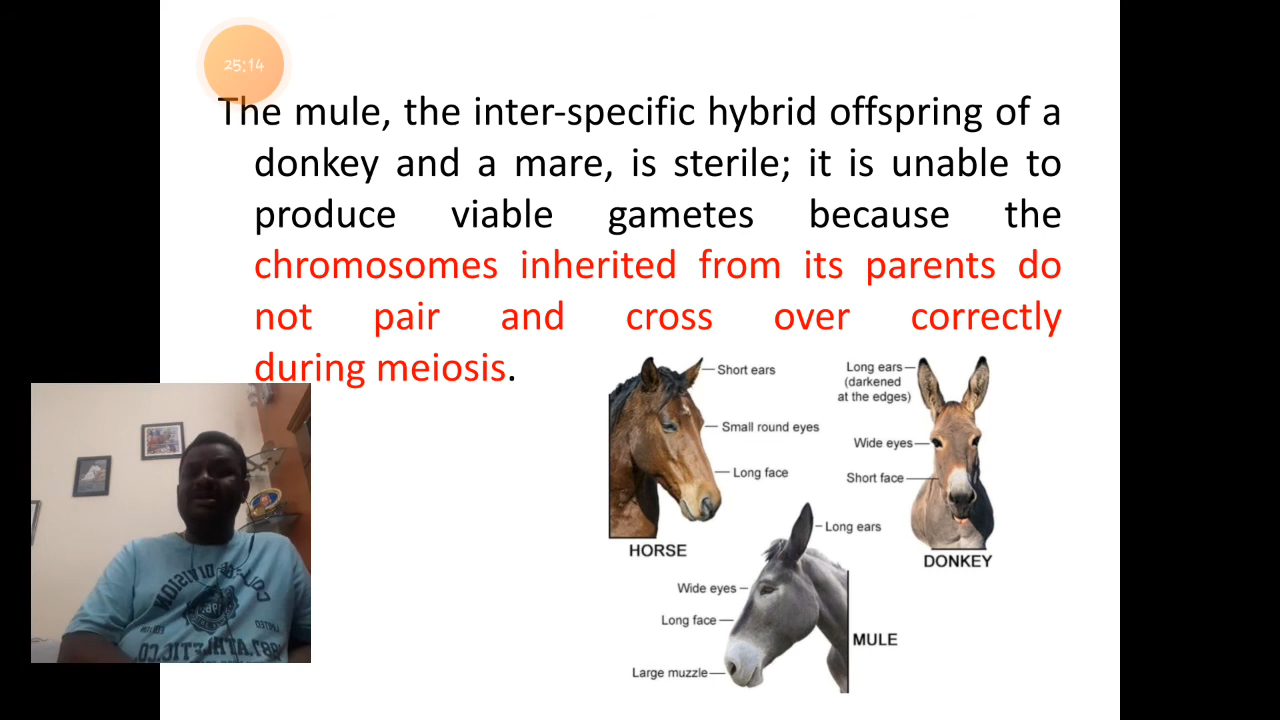 25:14
The mule, the inter-specific hybrid offspring of a
donkey and a mare, is sterile; it is unable to
produce viable gametes because the
chromosomes inherited from its parents do
not pair and cross over correctly
during meiosis.
Short ears
Small round eyes
Long face
HORSE
Long ears
(darkened
at the edges)
Wide eyes
Short face
DONKEY
Long ears
Wide eyes
Long face
Large muzzle
MULE
DIVISION